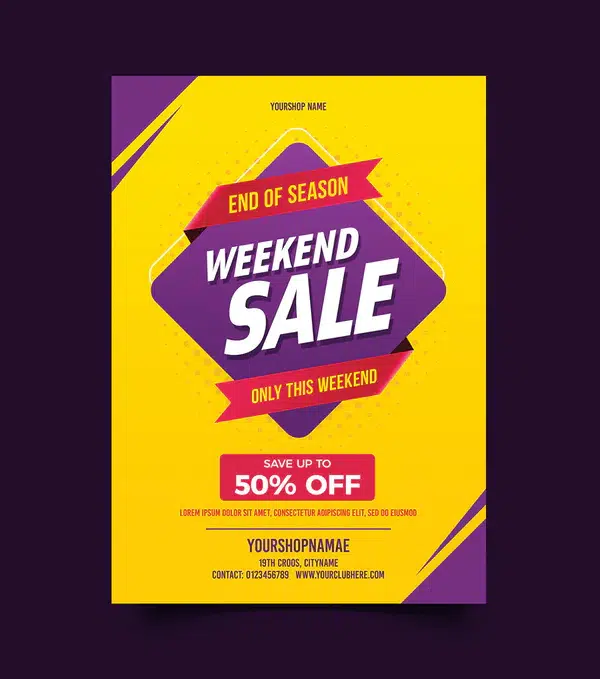 YOURSHOP NAME
END OF SEASON
WEEKEND
SALE
ONLY THIS WEEKEND
SAVE UP TO
50% OFF
LOREM IPSUM DOLOR SIT AMET, CONSECTETUR ADIPISCING ELIT, SED DO EIUSMOD
YOURSHOPNAMAE
19TH CROOS, CITYNAME
CONTACT: 0123456789 WWW.YOURCLUBHERE.COM